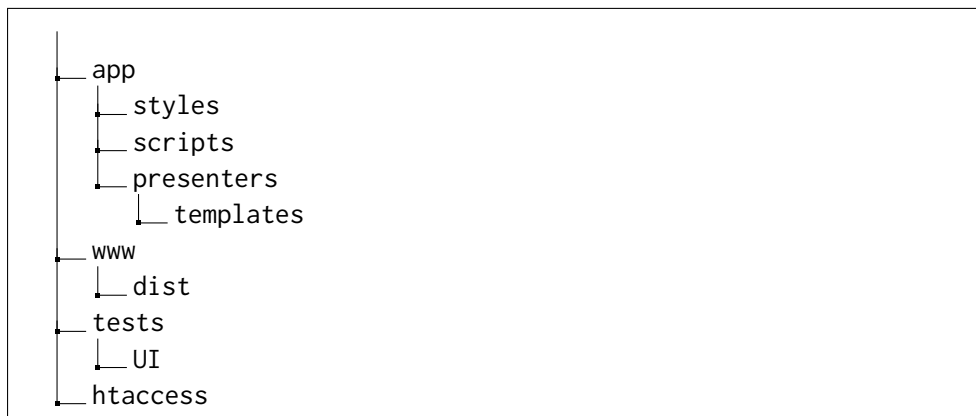 app
styles
scripts
presenters
templates
www
dist
tests
UI
htaccess